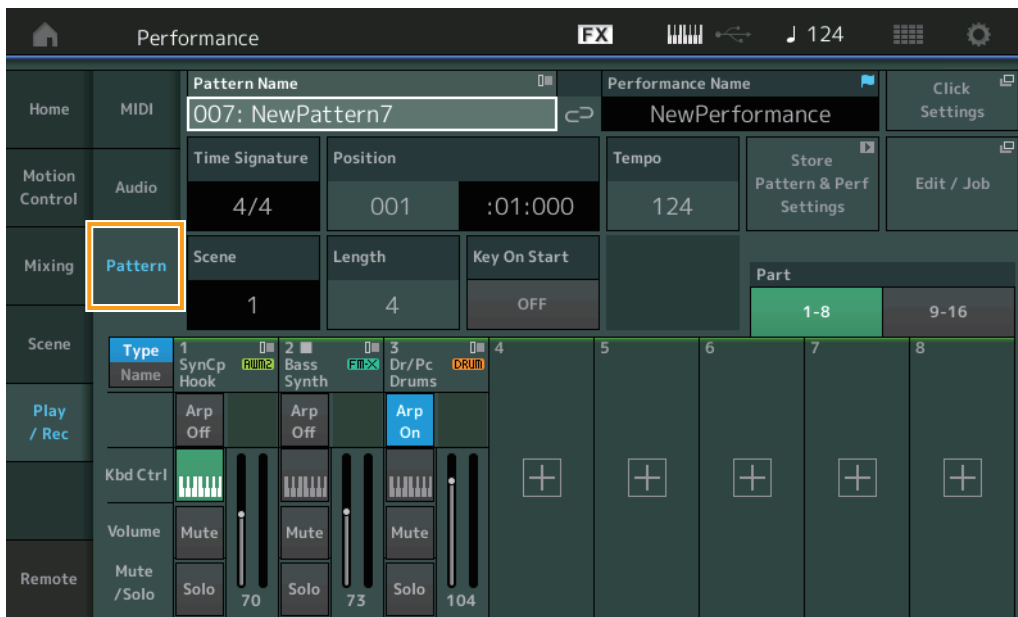 Performance
FX
♩ 124
Home
Motion
Control
Mixing
Scene
Play
/ Rec
Remote
MIDI
Audio
Pattern
Pattern Name
007: NewPattern7
Performance Name
NewPerformance
Click
Settings
Time Signature
4/4
Position
001
:01:000
Tempo
124
Store
Pattern & Perf
Settings
Edit / Job
Scene
1
Length
4
Key On Start
OFF
Part
1-8
9-16
Type
Name
1
SynCp
Hook
AWM2
2
Bass
Synth
FM-X
3
Dr/Pc
Drums
DRUM
4
5
6
7
8
Arp
Off
Arp
Off
Arp
On
Kbd Ctrl
Volume
Mute
Mute
Mute
Mute
/Solo
Solo
70
Solo
73
Solo
104